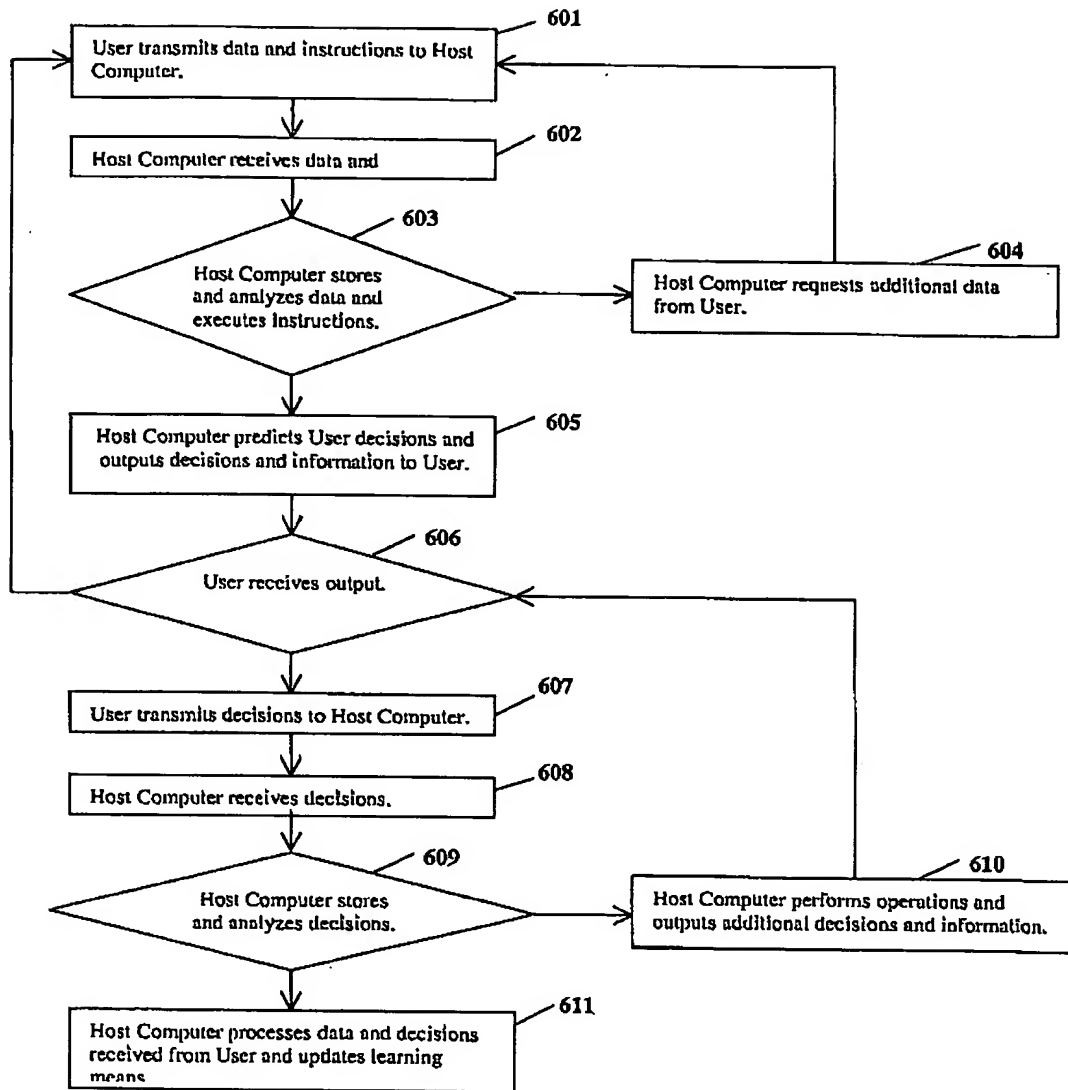 601
User transmits data and instructions to Host
Computer.
602
Host Computer receives data and
603
Host Computer stores
and analyzes data and
executes instructions.
604
Host Computer requests additional data
from User.
605
Host Computer predicts User decisions and
outputs decisions and information to User.
606
User receives output.
607
User transmits decisions to Host Computer.
608
Host Computer receives decisions.
609
Host Computer stores
and analyzes decisions.
610
Host Computer performs operations and
outputs additional decisions and information.
611
Host Computer processes data and decisions
received from User and updates learning
means